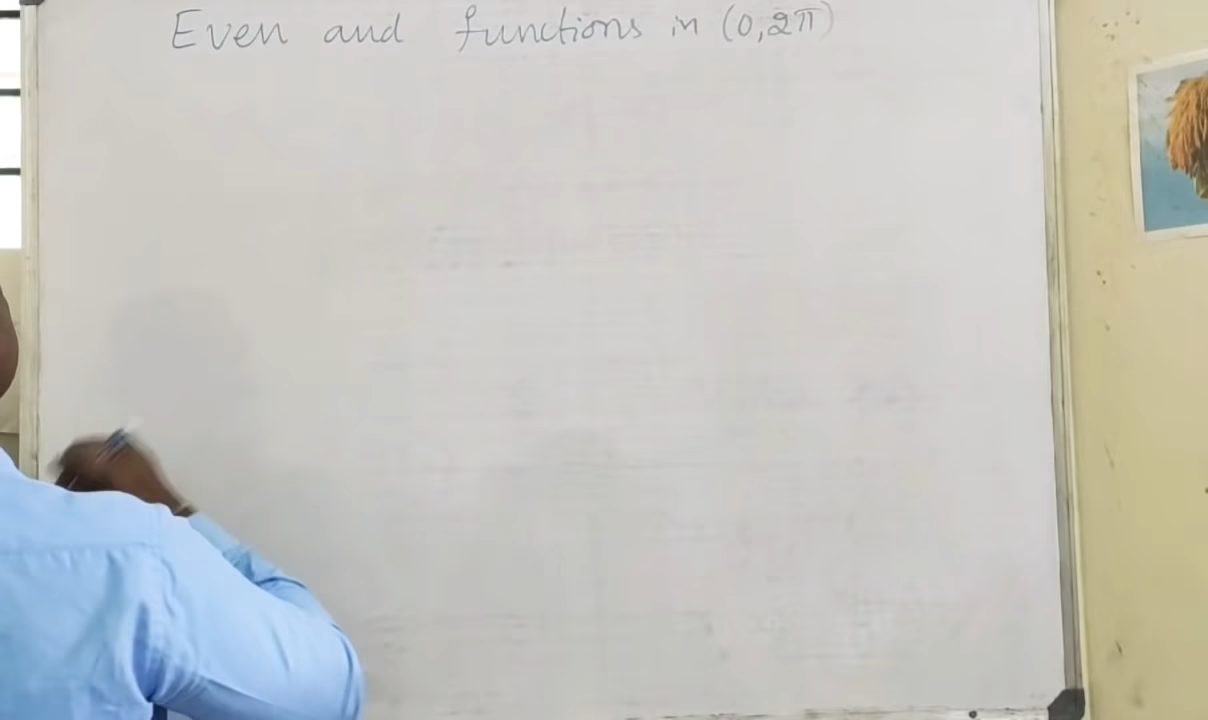 Even and functions in (0,2π)